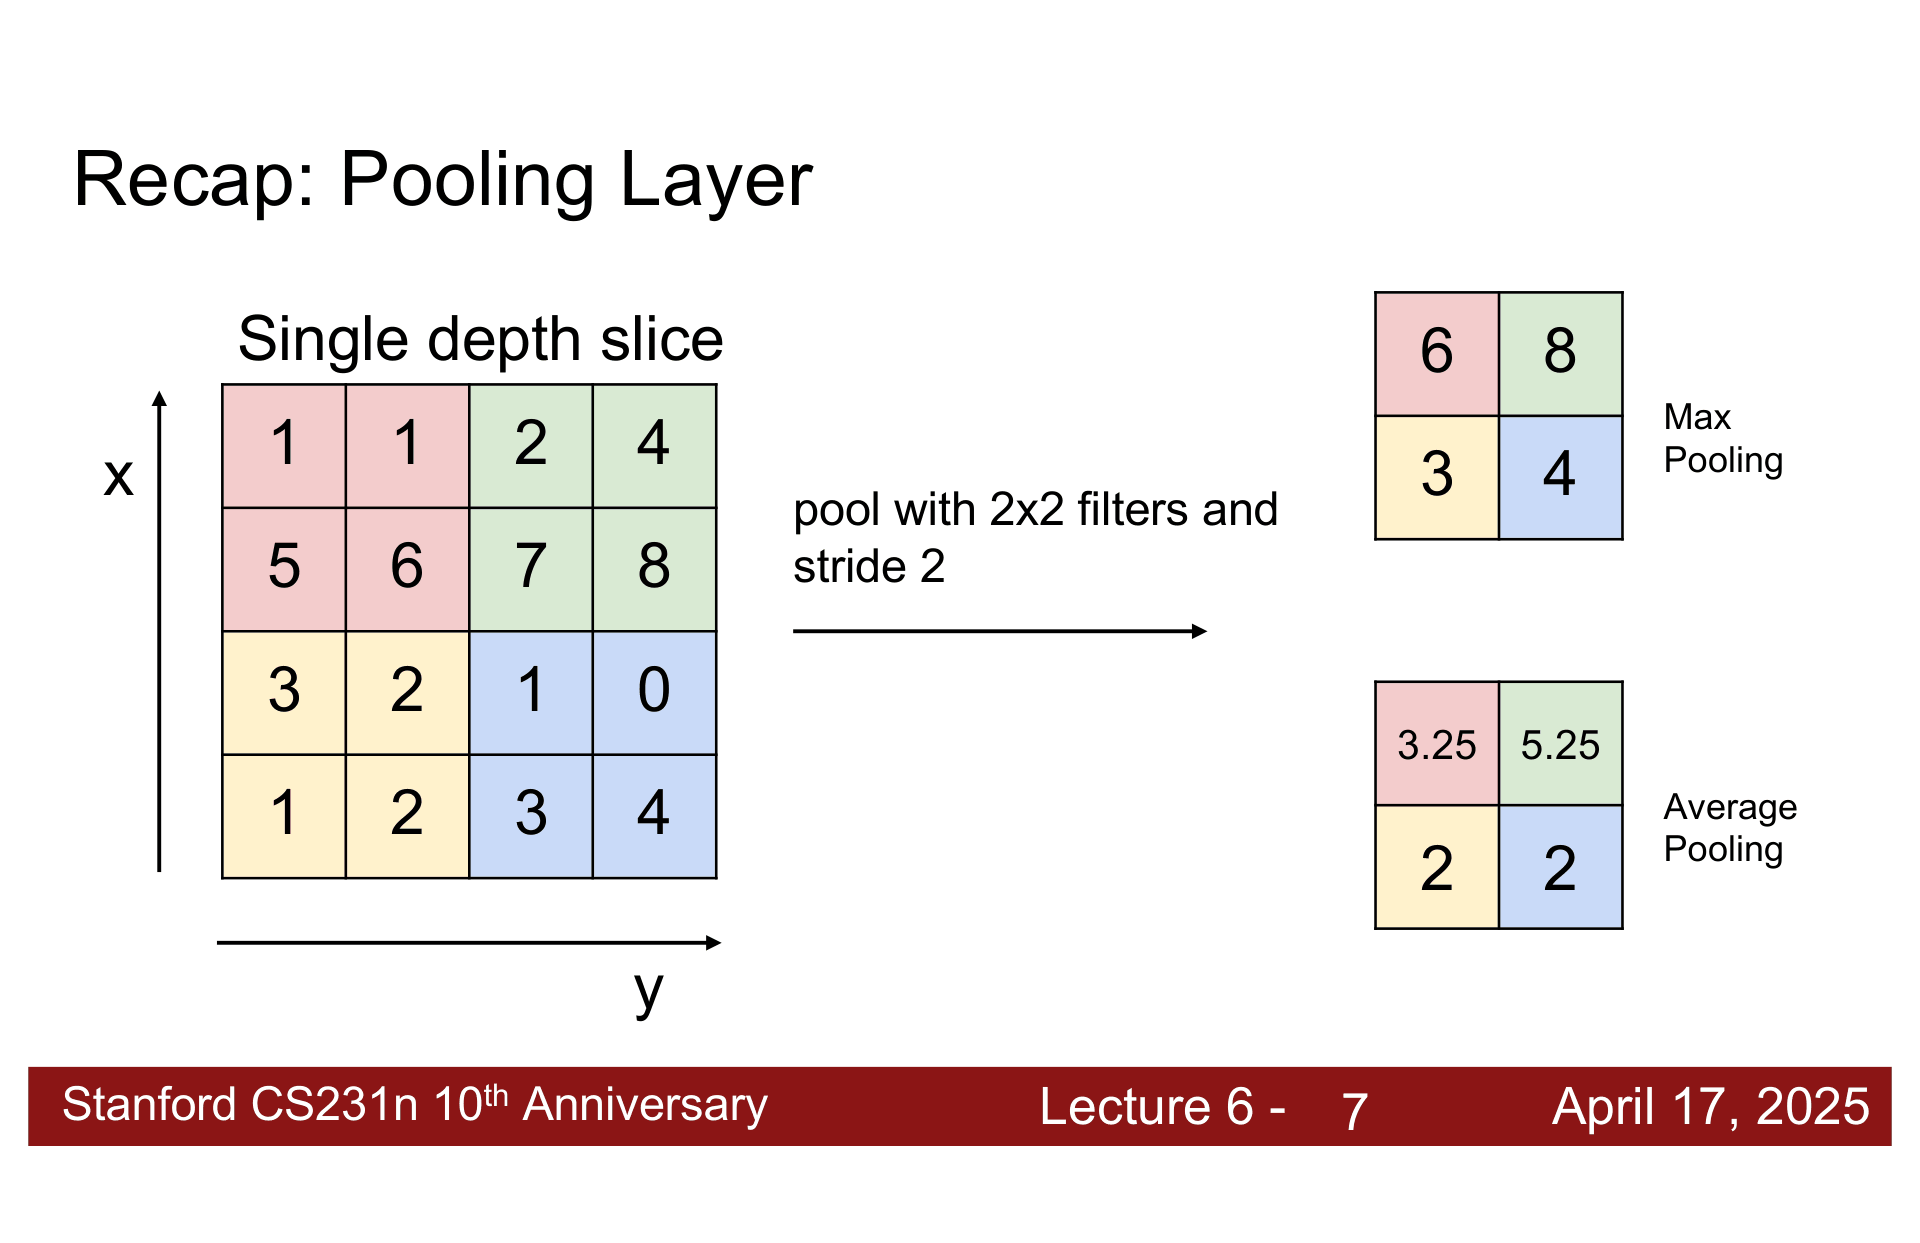 Recap: Pooling Layer
Single depth slice
x
1 1 2 4
5 6 7 8
3 2 1 0
1 2 3 4
y
pool with 2x2 filters and
stride 2
6 8
3 4
Max
Pooling
3.25 5.25
2 2
Average
Pooling
Stanford CS231n 10th Anniversary
Lecture 6 - 7
April 17, 2025